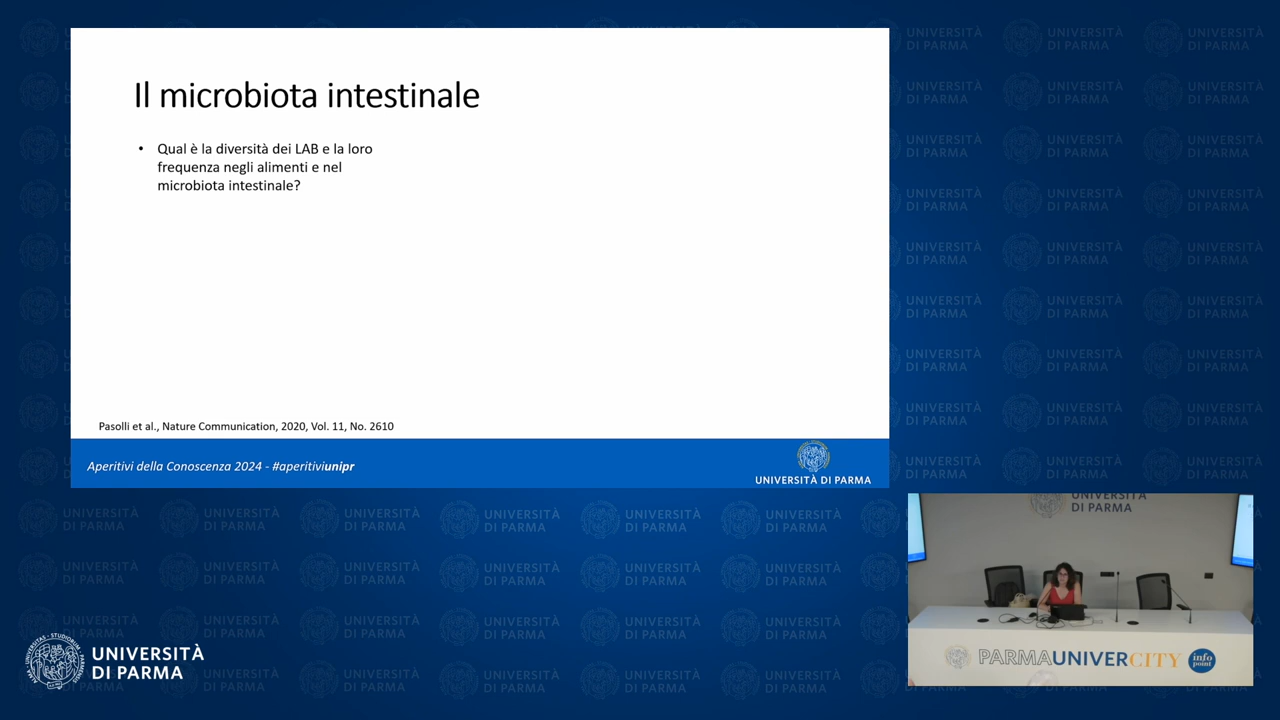 Il microbiota intestinale
• Qual è la diversità dei LAB e la loro
frequenza negli alimenti e nel
microbiota intestinale?
Pasolli et al., Nature Communication, 2020, Vol. 11, No. 2610
Aperitivi della Conoscenza 2024 - #aperitiviunipr
UNIVERSITÀ DI PARMA
UNIVERSITÀ
DI PARMA
PARMAUNIVERCITY info
point
UNIVERSITÀ
DI PARMA